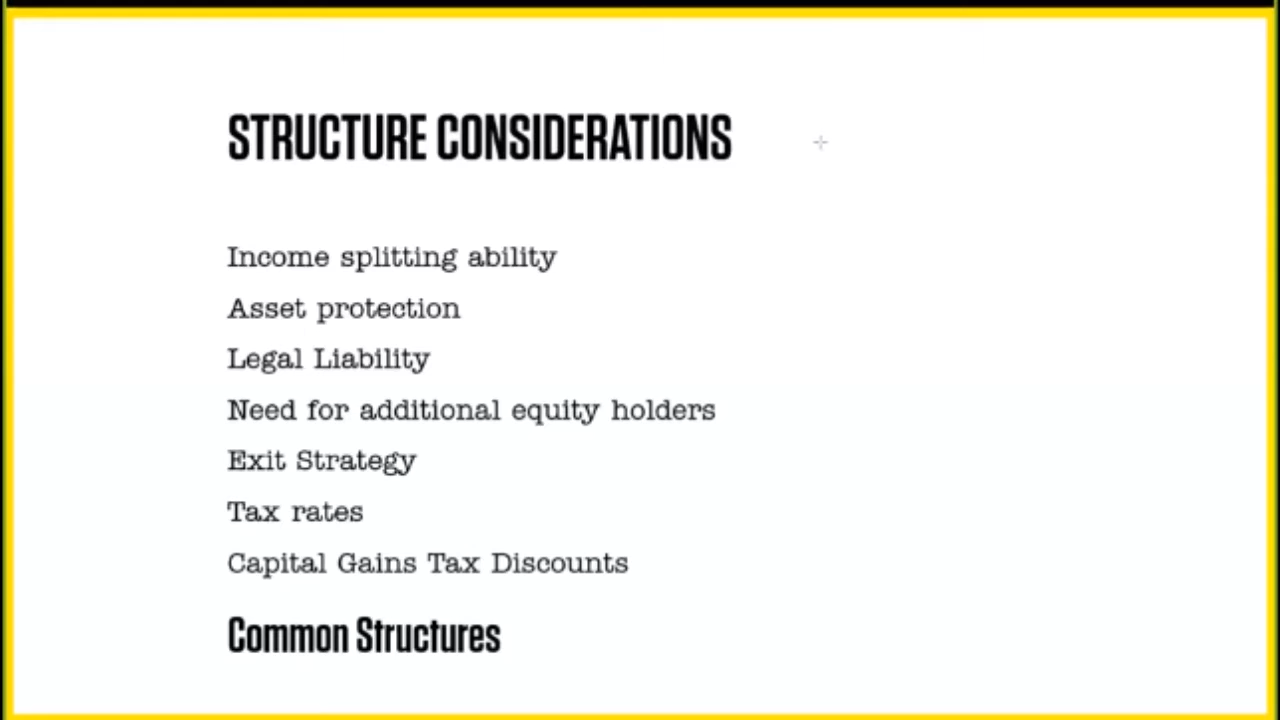 STRUCTURE CONSIDERATIONS
Income splitting ability
Asset protection
Legal Liability
Need for additional equity holders
Exit Strategy
Tax rates
Capital Gains Tax Discounts
Common Structures